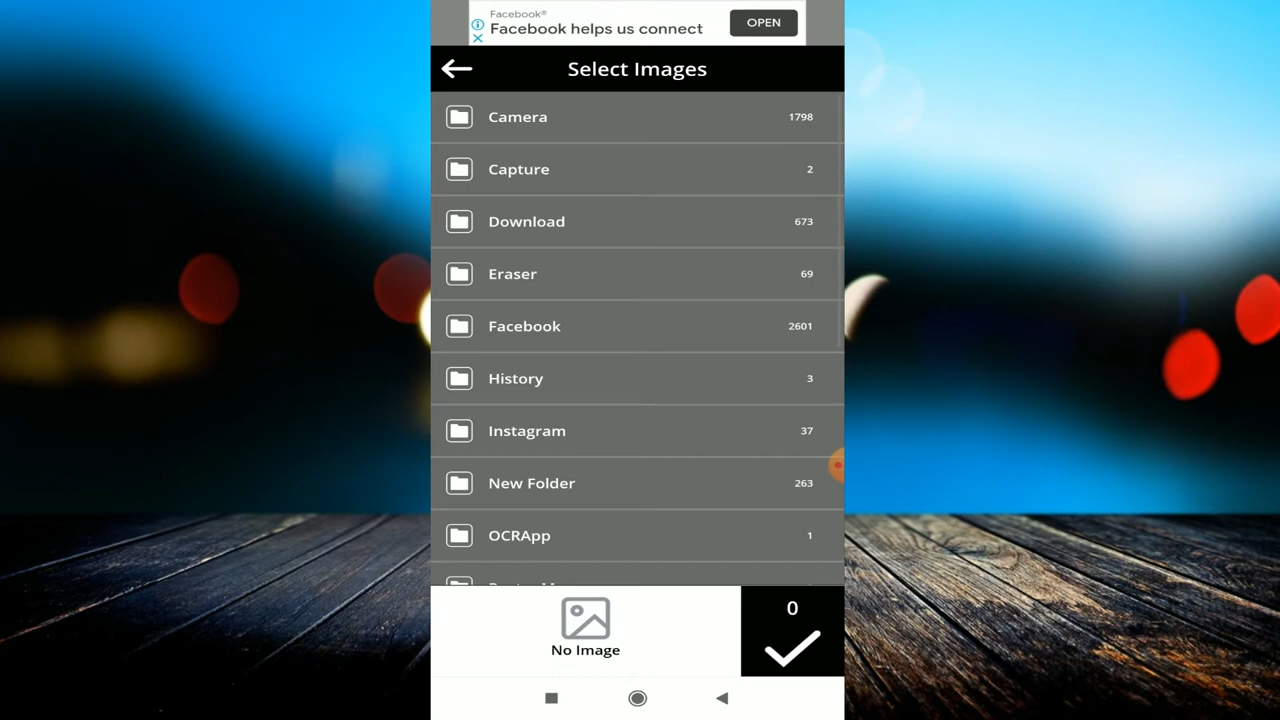 Facebook®
Facebook helps us connect
OPEN
Select Images
Camera 1798
Capture 2
Download 673
Eraser 69
Facebook 2601
History 3
Instagram 37
New Folder 263
OCRApp 1
0
No Image